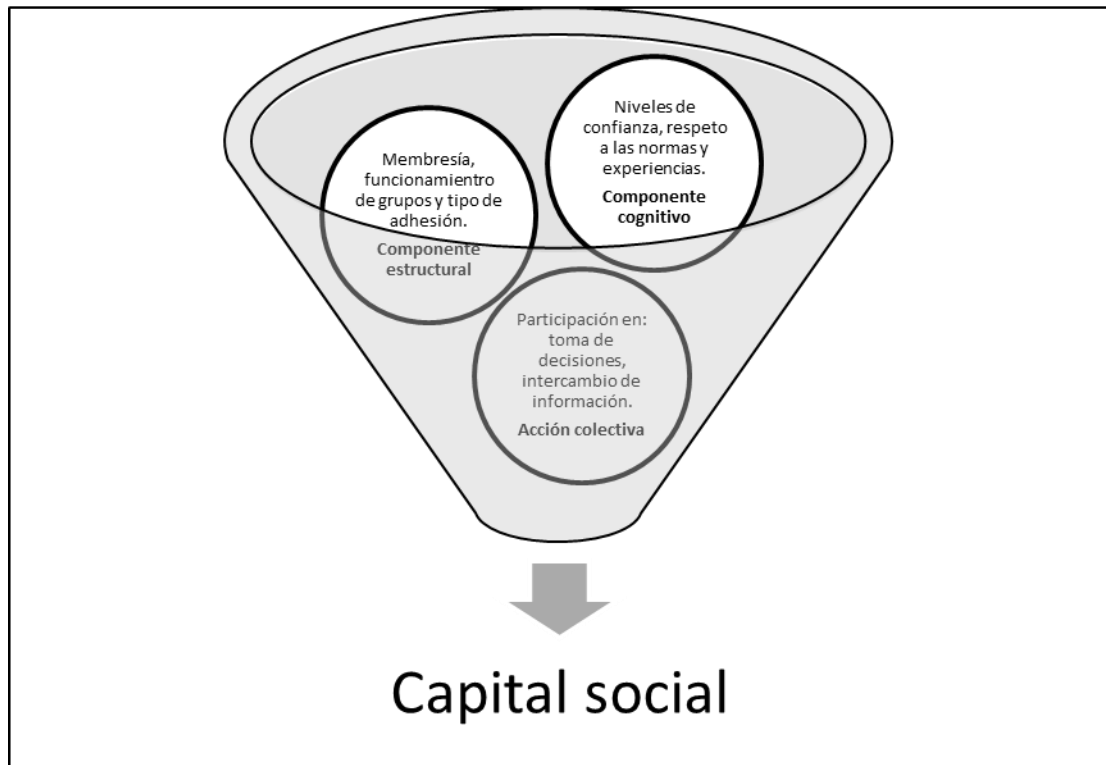 Membresía,
funcionamientro
de grupos y tipo de
adhesión.
Componente
estructural
Niveles de
confianza, respeto
a las normas y
experiencias.
Componente
cognitivo
Participación en:
toma de
decisiones,
intercambio de
información.
Acción colectiva
Capital social